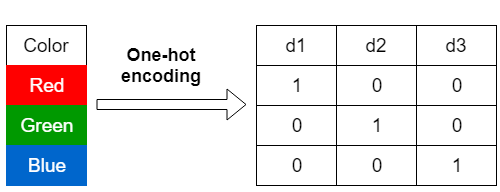 Color
Red
Green
Blue
One-hot
encoding
d1 d2 d3
1 0 0
0 1 0
0 0 1